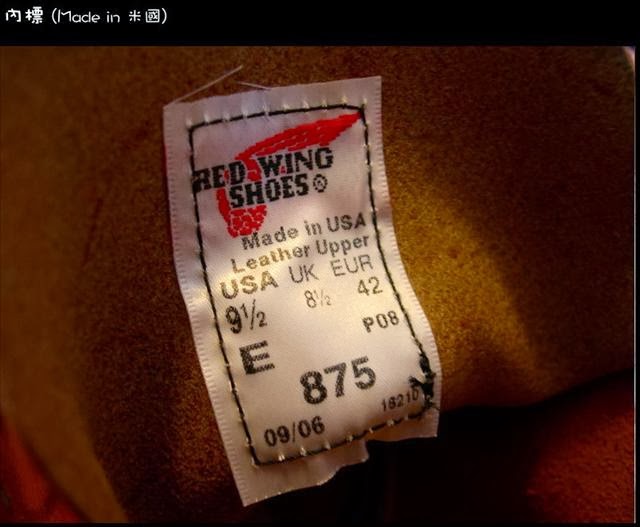 內標 (Made in 米國)
RED WING
SHOES®
Made in USA
Leather Upper
USA UK EUR
9½ 8½ 42
E P08
875
09/06 16210